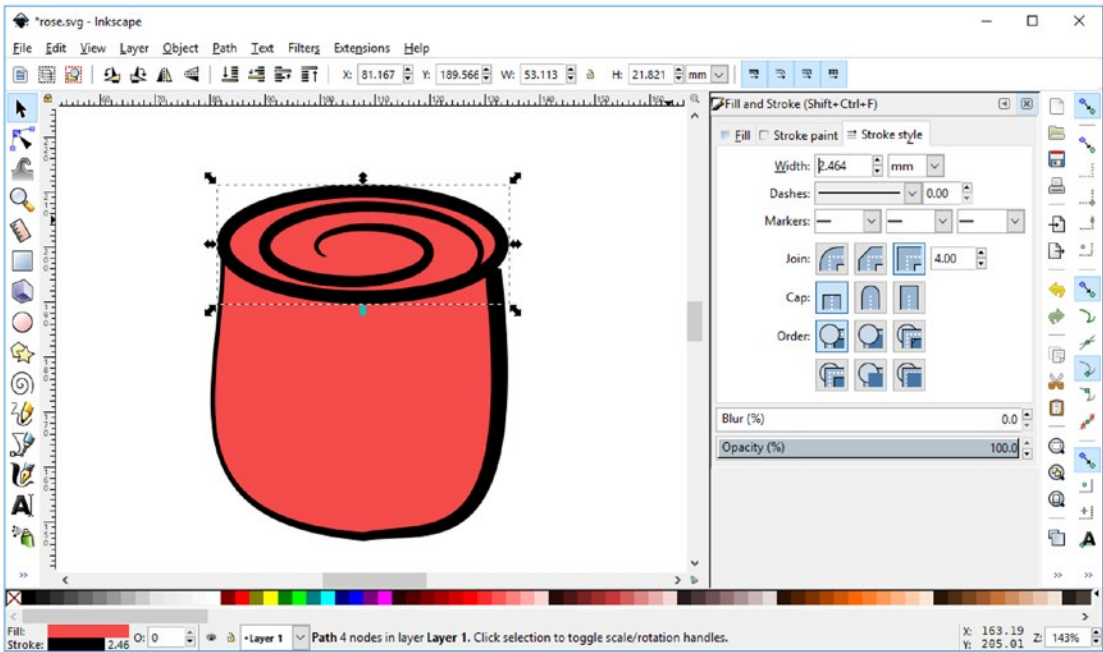 *rose.svg - Inkscape
File Edit View Layer Object Path Text Filters Extensions Help
X: 81.167 Y: 189.566 W: 53.113 H: 21.821 mm
Fill and Stroke (Shift+Ctrl+F)
Fill Stroke paint Stroke style
Width: 2.464 mm
Dashes: 0.00
Markers:
Join: 4.00
Cap:
Order:
Blur (%) 0.0
Opacity (%) 100.0
Fill:
Stroke: 2.46 O: 0 •Layer 1 Path 4 nodes in layer Layer 1. Click selection to toggle scale/rotation handles. X: 163.19 Z: 143%
Y: 205.01